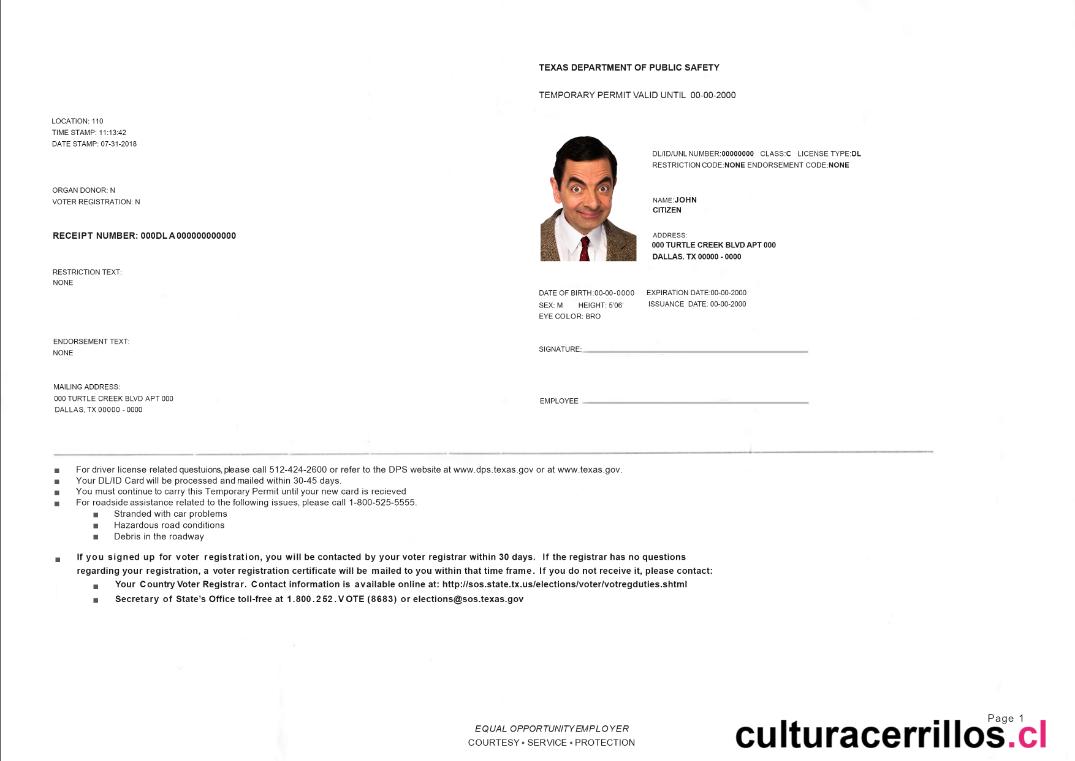 TEXAS DEPARTMENT OF PUBLIC SAFETY
TEMPORARY PERMIT VALID UNTIL 00-00-2000
LOCATION: 110
TIME STAMP: 11:13:42
DATE STAMP: 07-31-2018
ORGAN DONOR: N
VOTER REGISTRATION: N
RECEIPT NUMBER: 000DL A000000000000
RESTRICTION TEXT:
NONE
ENDORSEMENT TEXT:
NONE
MAILING ADDRESS:
000 TURTLE CREEK BLVD APT 000
DALLAS, TX 00000 - 0000
DL/ID/UNL NUMBER:00000000 CLASS:C LICENSE TYPE:DL
RESTRICTION CODE:NONE ENDORSEMENT CODE:NONE
NAME:JOHN
CITIZEN
ADDRESS:
000 TURTLE CREEK BLVD APT 000
DALLAS, TX 00000 - 0000
DATE OF BIRTH:00-00-0000 EXPIRATION DATE:00-00-2000
SEX: M HEIGHT: 5'06' ISSUANCE DATE: 00-00-2000
EYE COLOR: BRO
SIGNATURE:
EMPLOYEE
For driver license related questuions, please call 512-424-2600 or refer to the DPS website at www.dps.texas.gov or at www.texas.gov.
Your DL/ID Card will be processed and mailed within 30-45 days.
You must continue to carry this Temporary Permit until your new card is recieved
For roadside assistance related to the following issues, please call 1-800-525-5555.
Stranded with car problems
Hazardous road conditions
Debris in the roadway
If you signed up for voter registration, you will be contacted by your voter registrar within 30 days. If the registrar has no questions
regarding your registration, a voter registration certificate will be mailed to you within that time frame. If you do not receive it, please contact:
Your Country Voter Registrar. Contact information is available online at: http://sos.state.tx.us/elections/voter/votregduties.shtml
Secretary of State's Office toll-free at 1.800.252.VOTE (8683) or elections@sos.texas.gov
Page 1
EQUAL OPPORTUNITY EMPLOYER
COURTESY • SERVICE • PROTECTION
culturacerrillos.cl